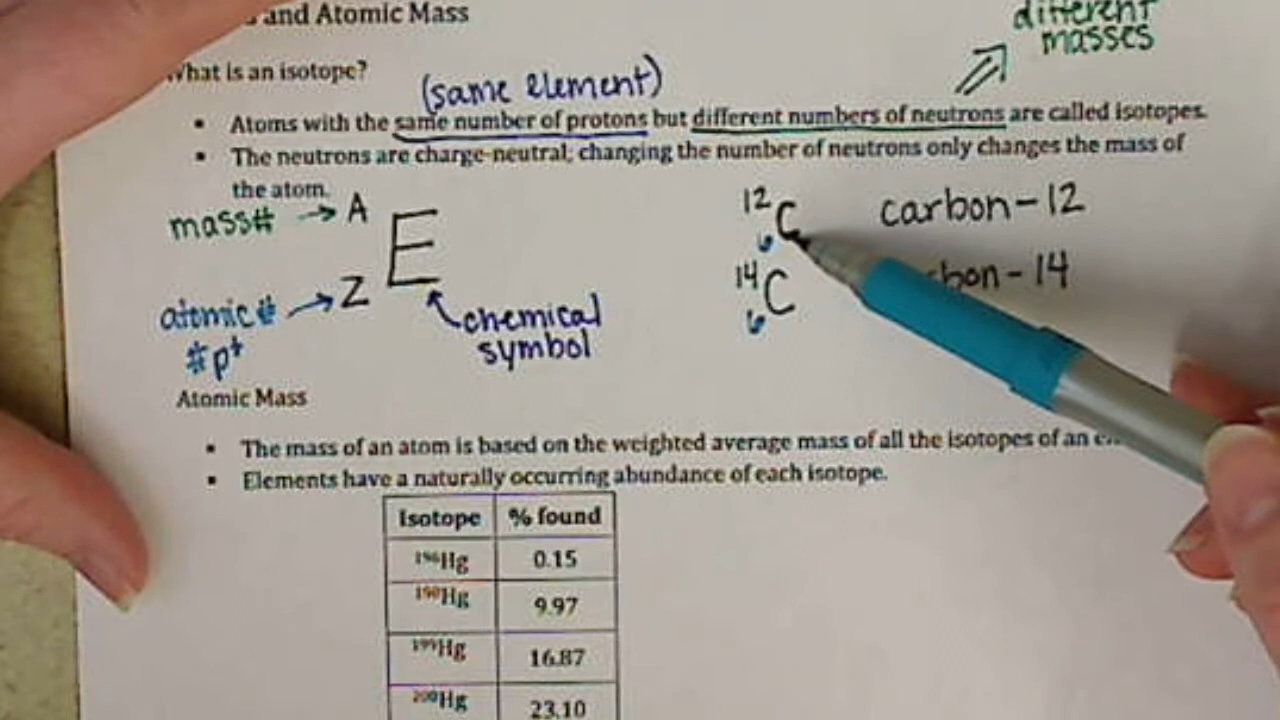 and Atomic Mass
different
masses
What is an isotope?
(same element)
• Atoms with the same number of protons but different numbers of neutrons are called isotopes.
• The neutrons are charge-neutral; changing the number of neutrons only changes the mass of
the atom.
mass# → A
E
12
C
6
carbon-12
14
C
6
bon-14
atomic# → Z
#p+
chemical
symbol
Atomic Mass
• The mass of an atom is based on the weighted average mass of all the isotopes of an
• Elements have a naturally occurring abundance of each isotope.
Isotope % found
196Hg 0.15
198Hg 9.97
199Hg 16.87
200Hg 23.10